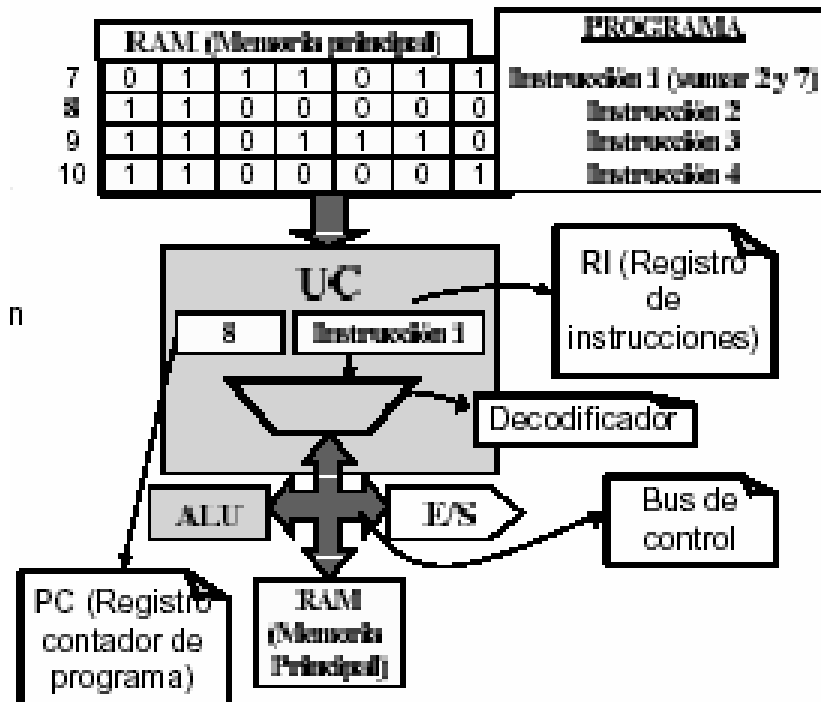 RAM (Memoria principal)
PROGRAMA
7 0 1 1 1 0 1 1 Instrucción 1 (sumar 2 y 7)
8 1 1 0 0 0 0 0 Instrucción 2
9 1 1 0 1 1 1 0 Instrucción 3
10 1 1 0 0 0 0 1 Instrucción 4
n
UC
8
Instrucción 1
RI (Registro
de
instrucciones)
Decodificador
ALU
E/S
Bus de
control
PC (Registro
contador de
programa)
RAM
(Memoria
Principal)